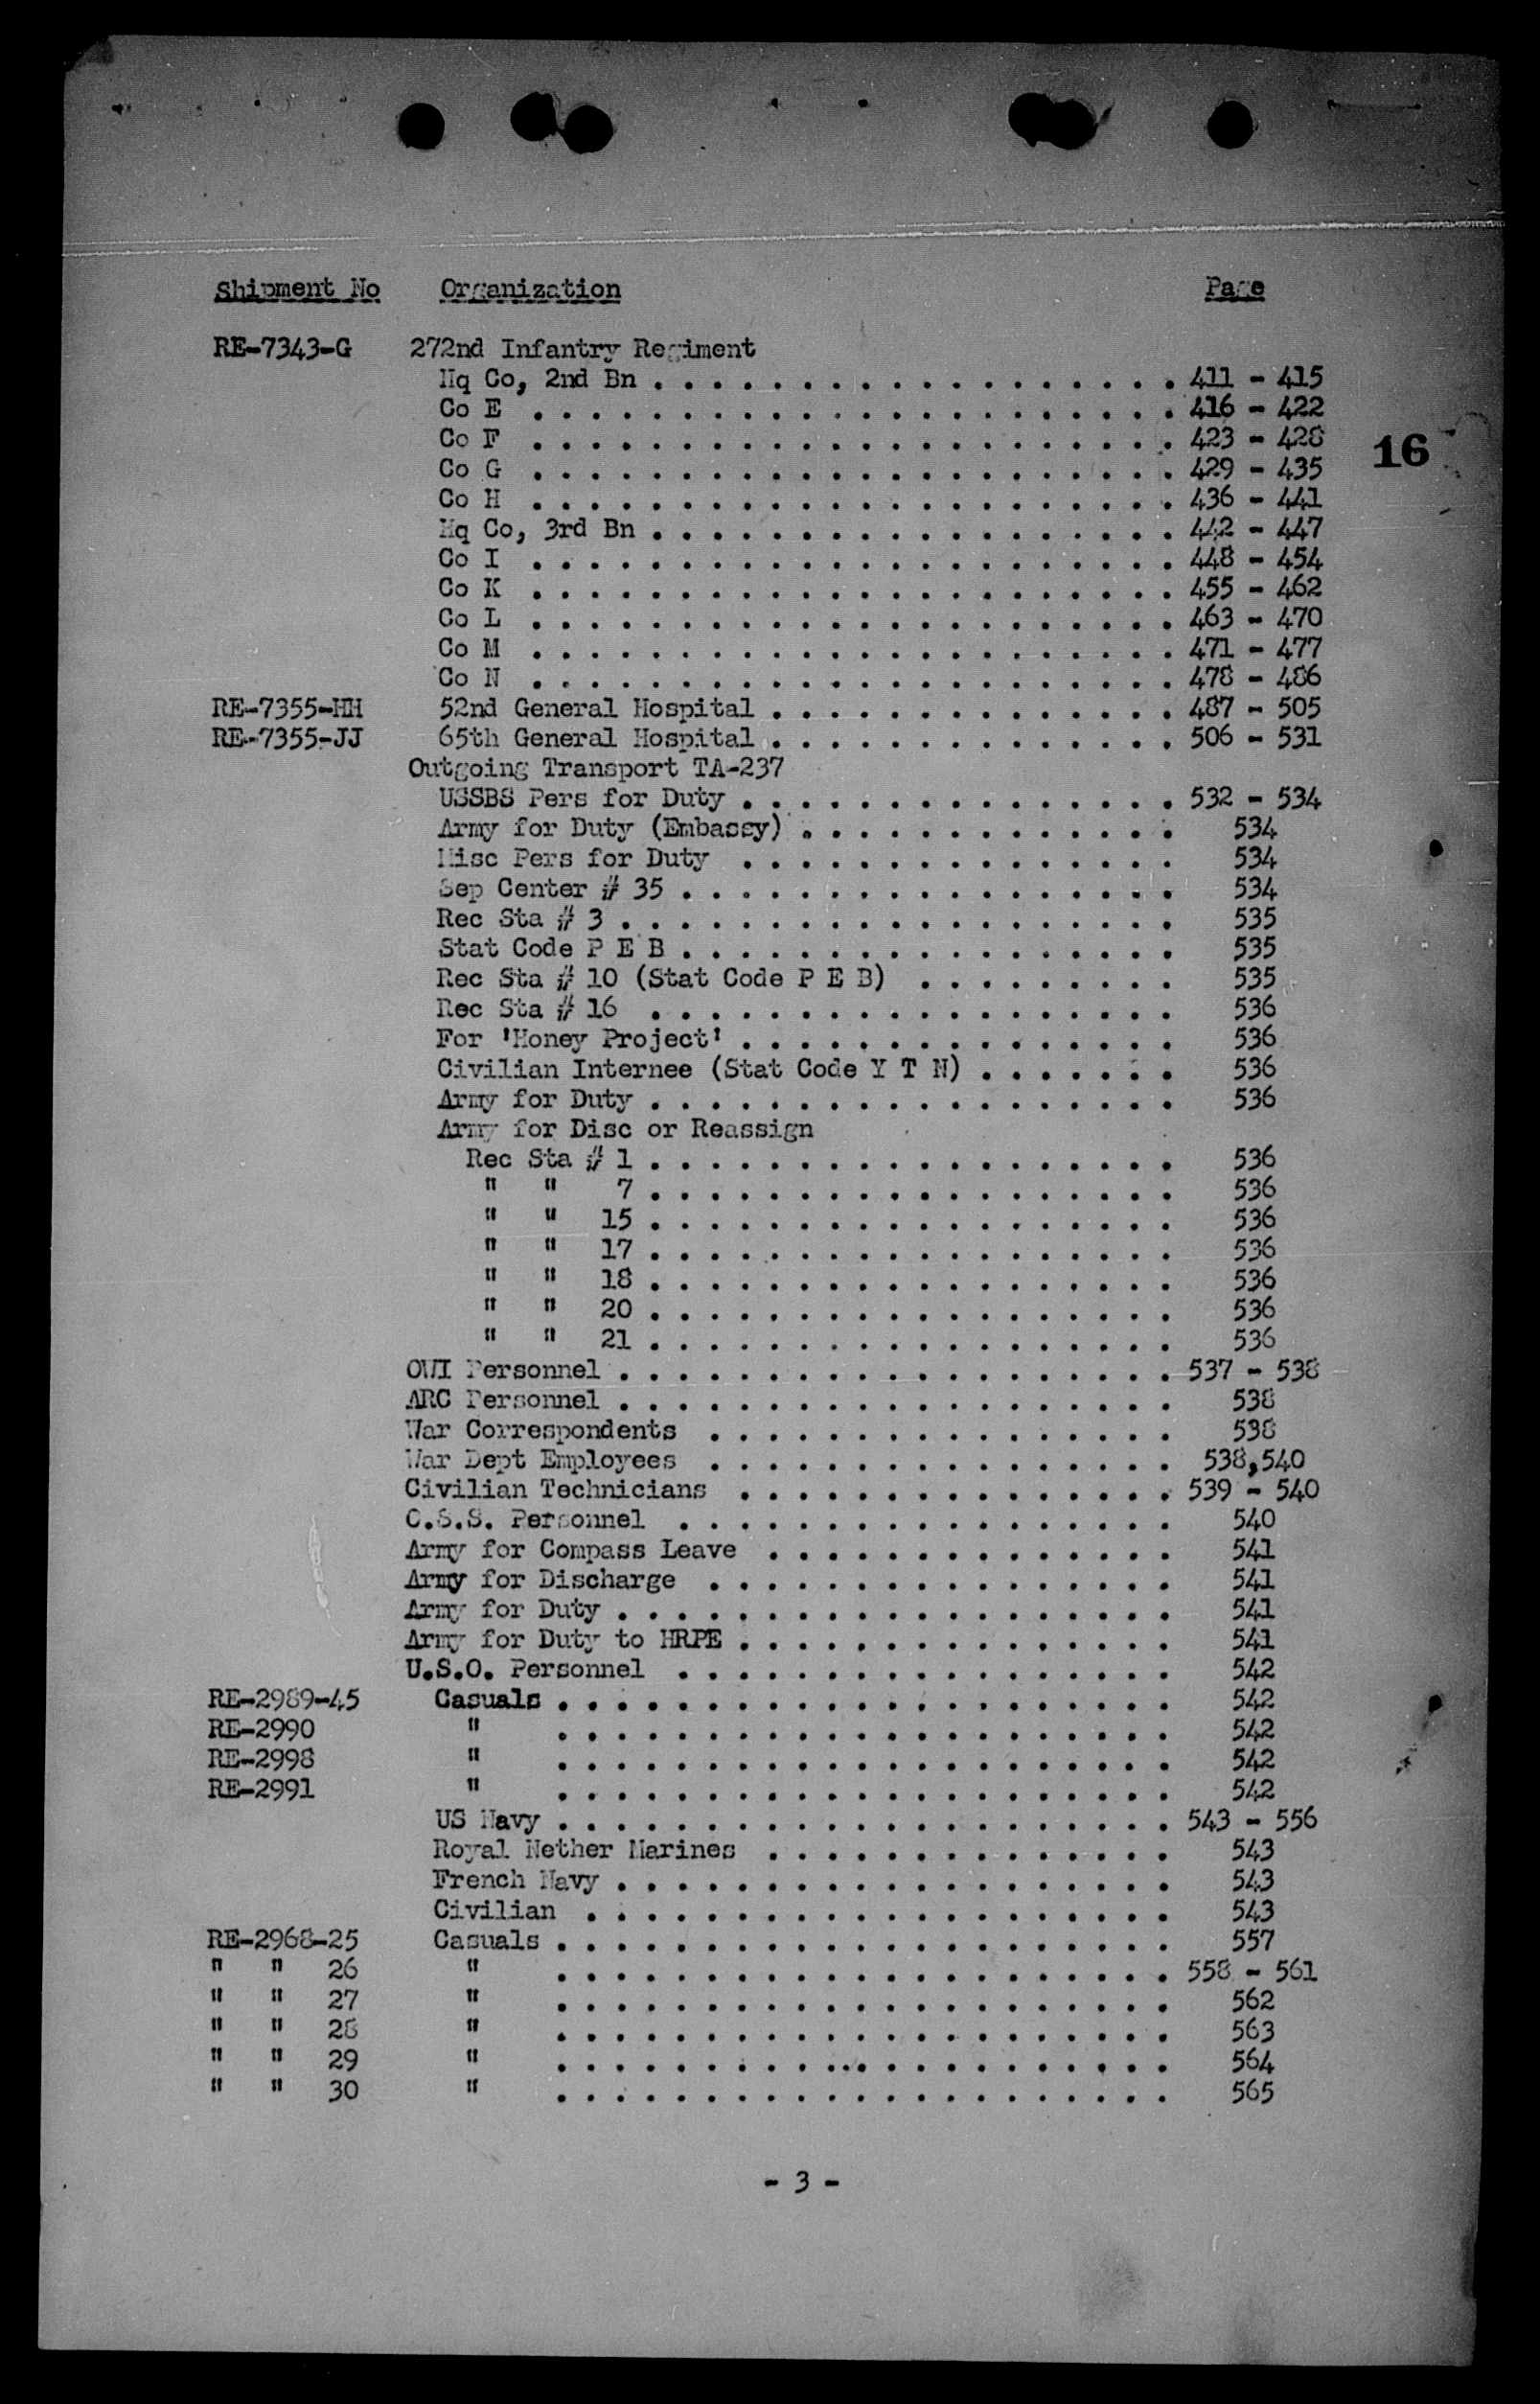 Shipment No Organization Page
RE-7343-G 272nd Infantry Regiment
Hq Co, 2nd Bn . . . . . . . . . . . . . . . . . . 411 - 415
Co E . . . . . . . . . . . . . . . . . . . . . . 416 - 422
Co F . . . . . . . . . . . . . . . . . . . . . . 423 - 428
16
Co G . . . . . . . . . . . . . . . . . . . . . . 429 - 435
Co H . . . . . . . . . . . . . . . . . . . . . . 436 - 441
Hq Co, 3rd Bn . . . . . . . . . . . . . . . . . . 442 - 447
Co I . . . . . . . . . . . . . . . . . . . . . . 448 - 454
Co K . . . . . . . . . . . . . . . . . . . . . . 455 - 462
Co L . . . . . . . . . . . . . . . . . . . . . . 463 - 470
Co M . . . . . . . . . . . . . . . . . . . . . . 471 - 477
Co N . . . . . . . . . . . . . . . . . . . . . . 478 - 486
RE-7355-HH 52nd General Hospital . . . . . . . . . . . . . . 487 - 505
RE-7355-JJ 65th General Hospital . . . . . . . . . . . . . . 506 - 531
Outgoing Transport TA-237
USSBS Pers for Duty . . . . . . . . . . . . . . . 532 - 534
Army for Duty (Embassy) . . . . . . . . . . . . . 534
Misc Pers for Duty . . . . . . . . . . . . . . . 534
Sep Center # 35 . . . . . . . . . . . . . . . . . 534
Rec Sta # 3 . . . . . . . . . . . . . . . . . . . 535
Stat Code P E B . . . . . . . . . . . . . . . . . 535
Rec Sta # 10 (Stat Code P E B) . . . . . . . . . 535
Rec Sta # 16 . . . . . . . . . . . . . . . . . . 536
For 'Honey Project' . . . . . . . . . . . . . . . 536
Civilian Internee (Stat Code Y T N) . . . . . . . 536
Army for Duty . . . . . . . . . . . . . . . . . . 536
Army for Disc or Reassign
Rec Sta # 1 . . . . . . . . . . . . . . . . . . 536
" " 7 . . . . . . . . . . . . . . . . . . 536
" " 15 . . . . . . . . . . . . . . . . . . 536
" " 17 . . . . . . . . . . . . . . . . . . 536
" " 18 . . . . . . . . . . . . . . . . . . 536
" " 20 . . . . . . . . . . . . . . . . . . 536
" " 21 . . . . . . . . . . . . . . . . . . 536
OWI Personnel . . . . . . . . . . . . . . . . . . . 537 - 538
ARC Personnel . . . . . . . . . . . . . . . . . . . 538
War Correspondents . . . . . . . . . . . . . . . . 538
War Dept Employees . . . . . . . . . . . . . . . . 538,540
Civilian Technicians . . . . . . . . . . . . . . . 539 - 540
O.S.S. Personnel . . . . . . . . . . . . . . . . . 540
Army for Compass Leave . . . . . . . . . . . . . . 541
Army for Discharge . . . . . . . . . . . . . . . . 541
Army for Duty . . . . . . . . . . . . . . . . . . . 541
Army for Duty to HRPE . . . . . . . . . . . . . . . 541
U.S.O. Personnel . . . . . . . . . . . . . . . . . 542
RE-2989-45 Casuals . . . . . . . . . . . . . . . . . . . . . 542
RE-2990 " . . . . . . . . . . . . . . . . . . . . . 542
RE-2998 " . . . . . . . . . . . . . . . . . . . . . 542
RE-2991 " . . . . . . . . . . . . . . . . . . . . . 542
US Navy . . . . . . . . . . . . . . . . . . . . . 543 - 556
Royal Nether Marines . . . . . . . . . . . . . . 543
French Navy . . . . . . . . . . . . . . . . . . . 543
Civilian . . . . . . . . . . . . . . . . . . . . 543
RE-2968-25 Casuals . . . . . . . . . . . . . . . . . . . . . 557
" " 26 " . . . . . . . . . . . . . . . . . . . . . 558 - 561
" " 27 " . . . . . . . . . . . . . . . . . . . . . 562
" " 28 " . . . . . . . . . . . . . . . . . . . . . 563
" " 29 " . . . . . . . . . . . . . . . . . . . . . 564
" " 30 " . . . . . . . . . . . . . . . . . . . . . 565
- 3 -